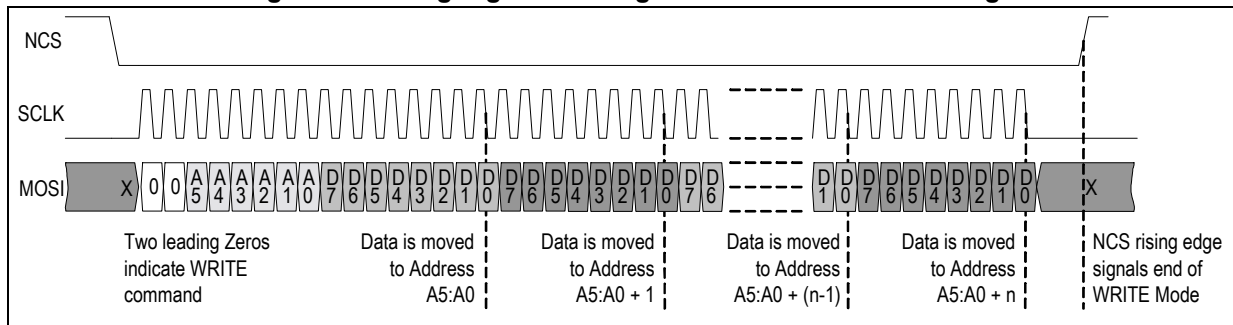 NCS
SCLK
MOSI X 0 0 A5 A4 A3 A2 A1 A0 D7 D6 D5 D4 D3 D2 D1 D0 D7 D6 D5 D4 D3 D2 D1 D0 D7 D6 D1 D0 D7 D6 D5 D4 D3 D2 D1 D0 X
Two leading Zeros
indicate WRITE
command
Data is moved
to Address
A5:A0
Data is moved
to Address
A5:A0 + 1
Data is moved
to Address
A5:A0 + (n-1)
Data is moved
to Address
A5:A0 + n
NCS rising edge
signals end of
WRITE Mode